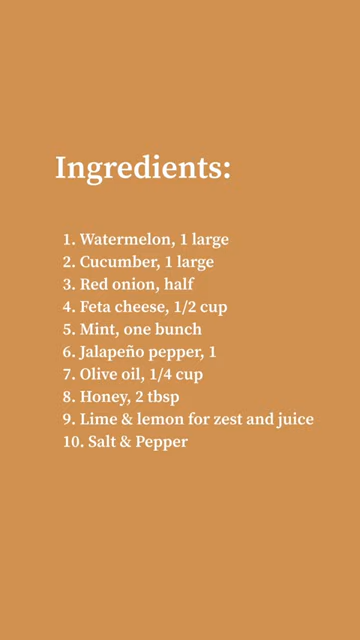 Ingredients:
1. Watermelon, 1 large
2. Cucumber, 1 large
3. Red onion, half
4. Feta cheese, 1/2 cup
5. Mint, one bunch
6. Jalapeño pepper, 1
7. Olive oil, 1/4 cup
8. Honey, 2 tbsp
9. Lime & lemon for zest and juice
10. Salt & Pepper